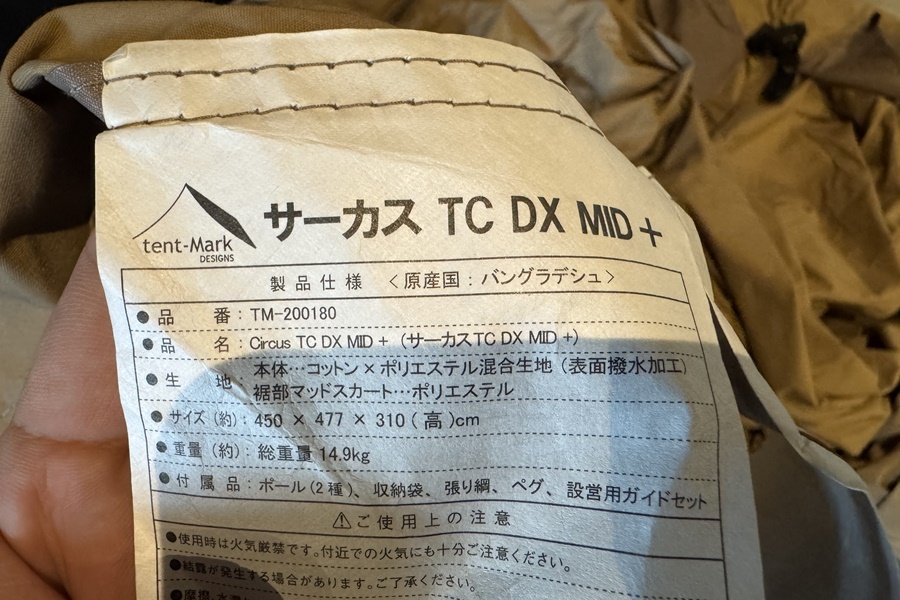 tent-Mark
DESIGNS
サーカス TC DX MID＋
製品仕様 〈原産国：バングラデシュ〉
●品 番：TM-200180
●品 名：Circus TC DX MID +（サーカスTC DX MID +）
●生 地：本体…コットン×ポリエステル混合生地（表面撥水加工）
裾部マッドスカート…ポリエステル
●サイズ（約）：450 × 477 × 310（高）cm
●重量（約）：総重量 14.9kg
●付属品：ポール(2種)、収納袋、張り綱、ペグ、設営用ガイドセット
⚠ご使用上の注意
●使用時は火気厳禁です。付近での火気にも十分ご注意ください。
●結露が発生する場合があります。ご了承ください。